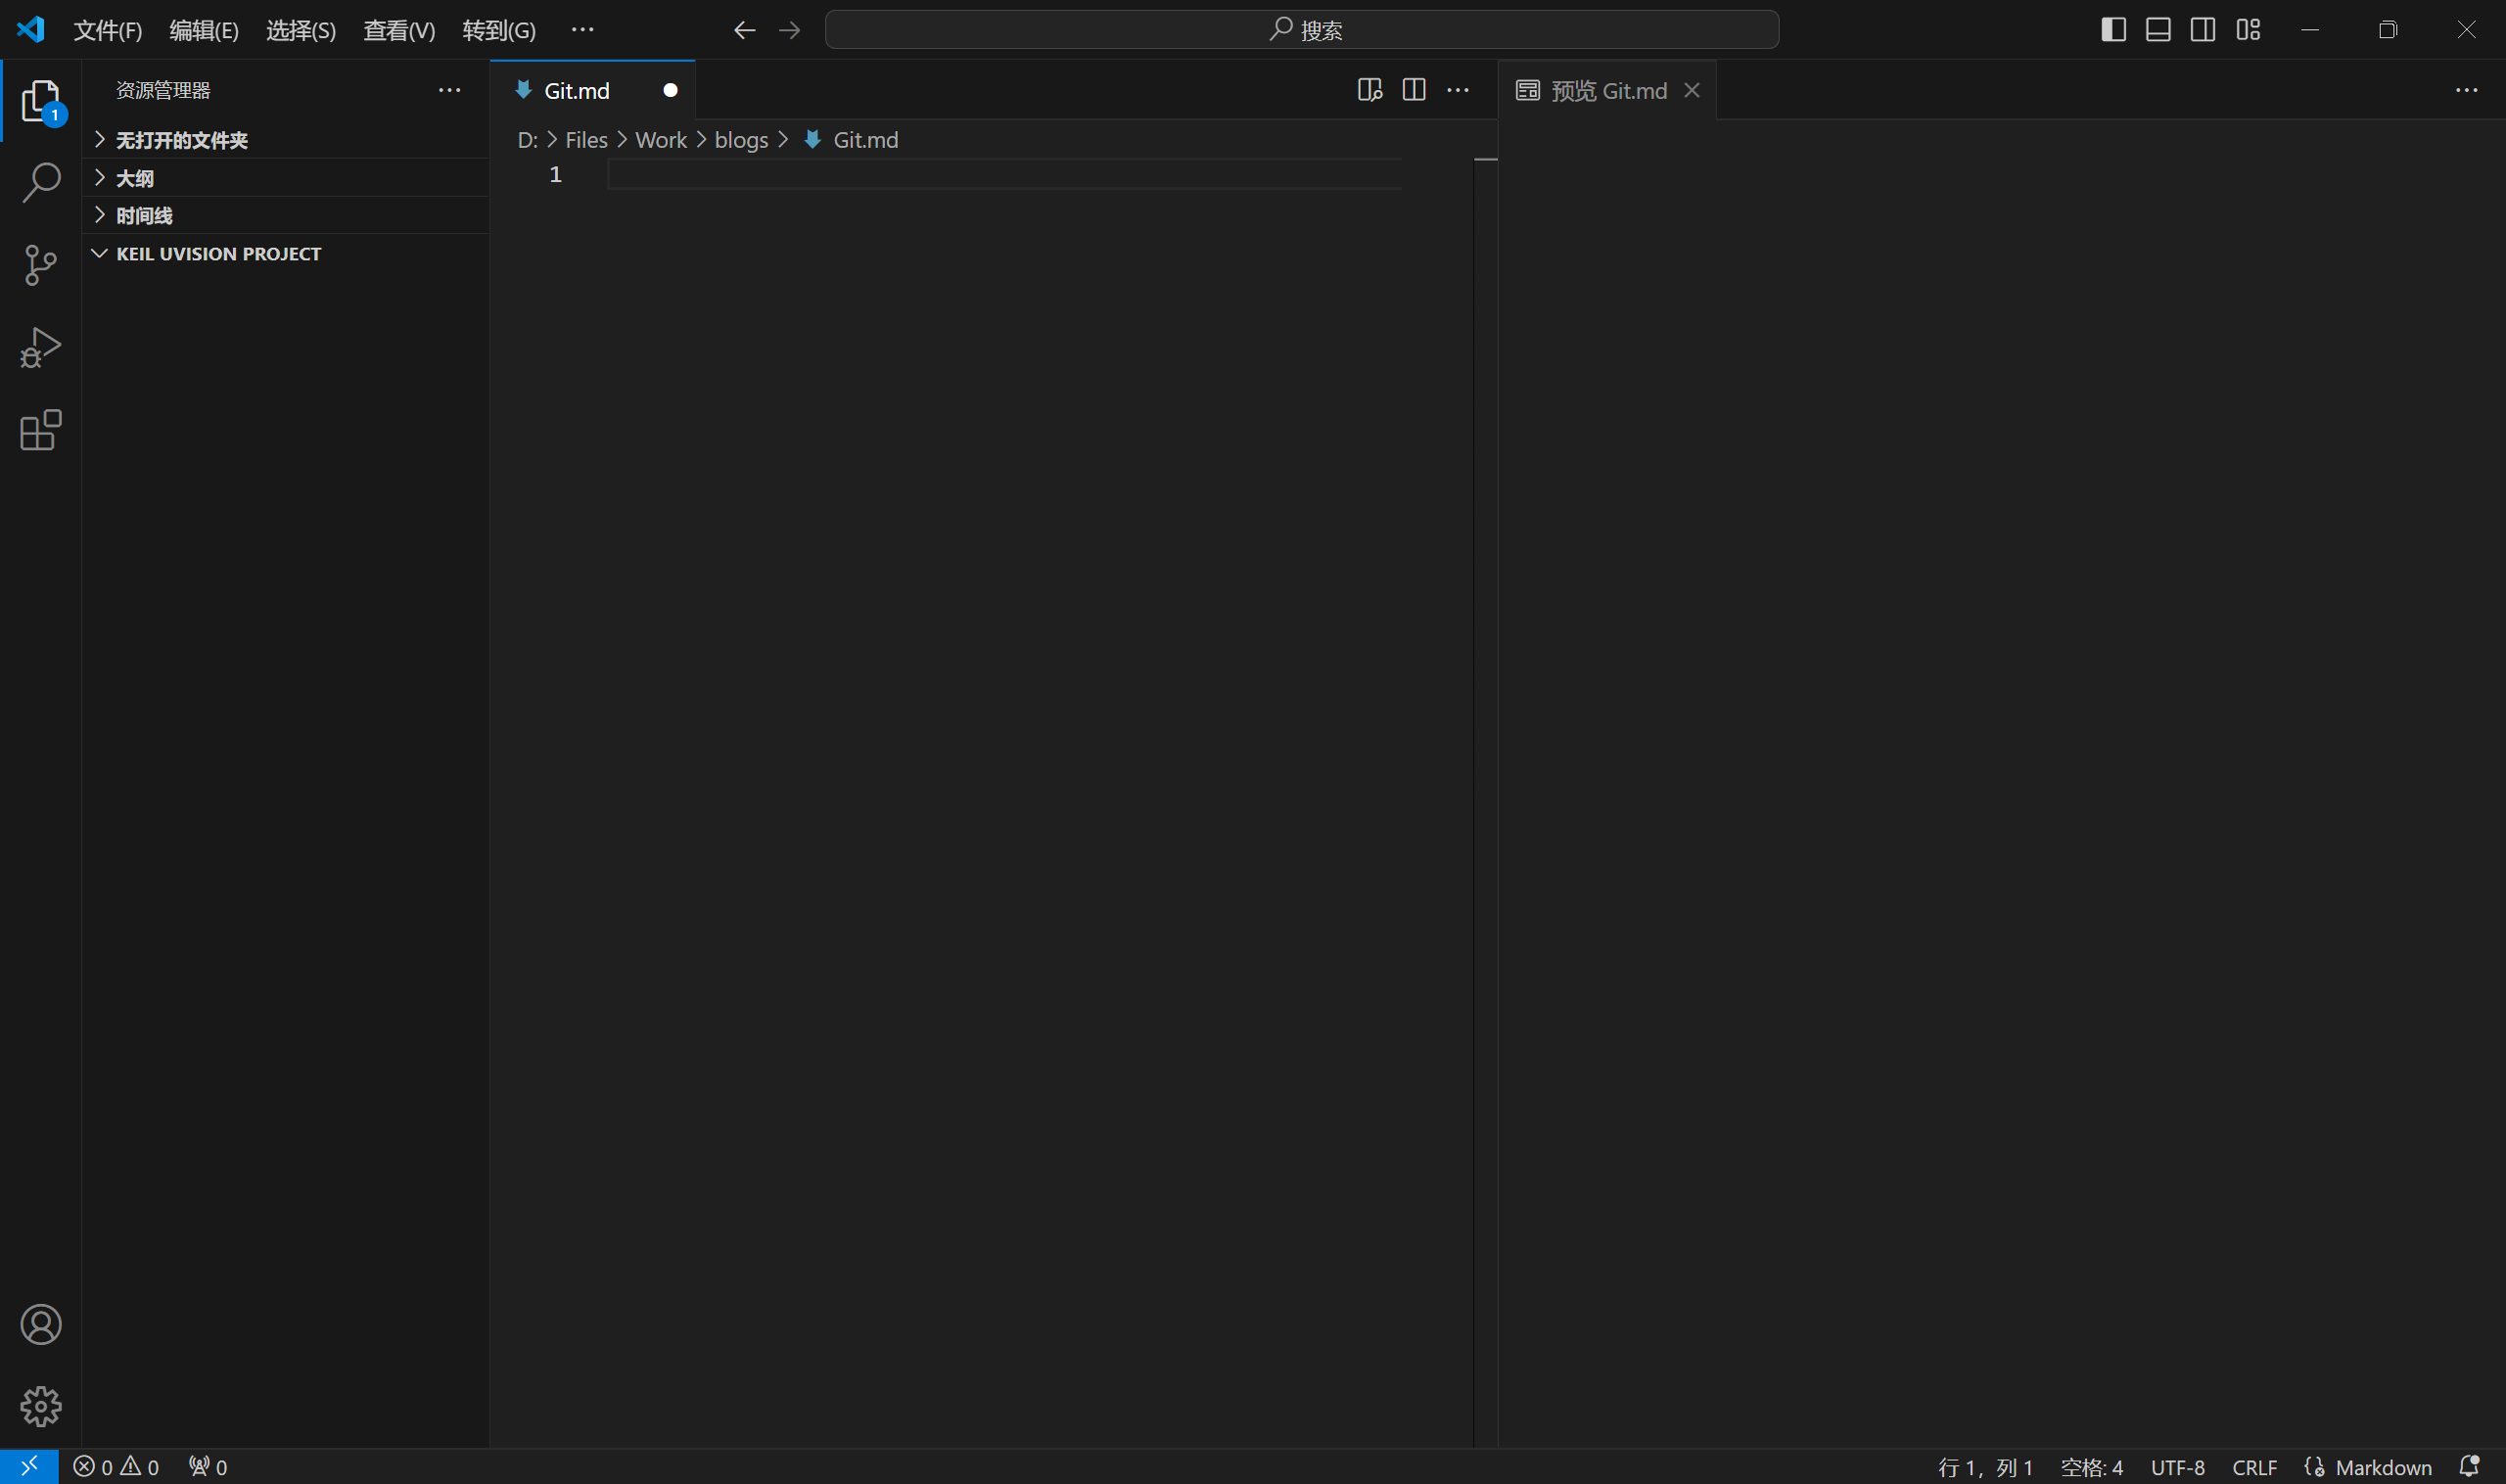 文件(F) 编辑(E) 选择(S) 查看(V) 转到(G) ··· 搜索
资源管理器 ···
1
无打开的文件夹
大纲
时间线
KEIL UVISION PROJECT
Git.md
预览 Git.md
D: > Files > Work > blogs > Git.md
1
0 0 0
行 1，列 1 空格: 4 UTF-8 CRLF Markdown